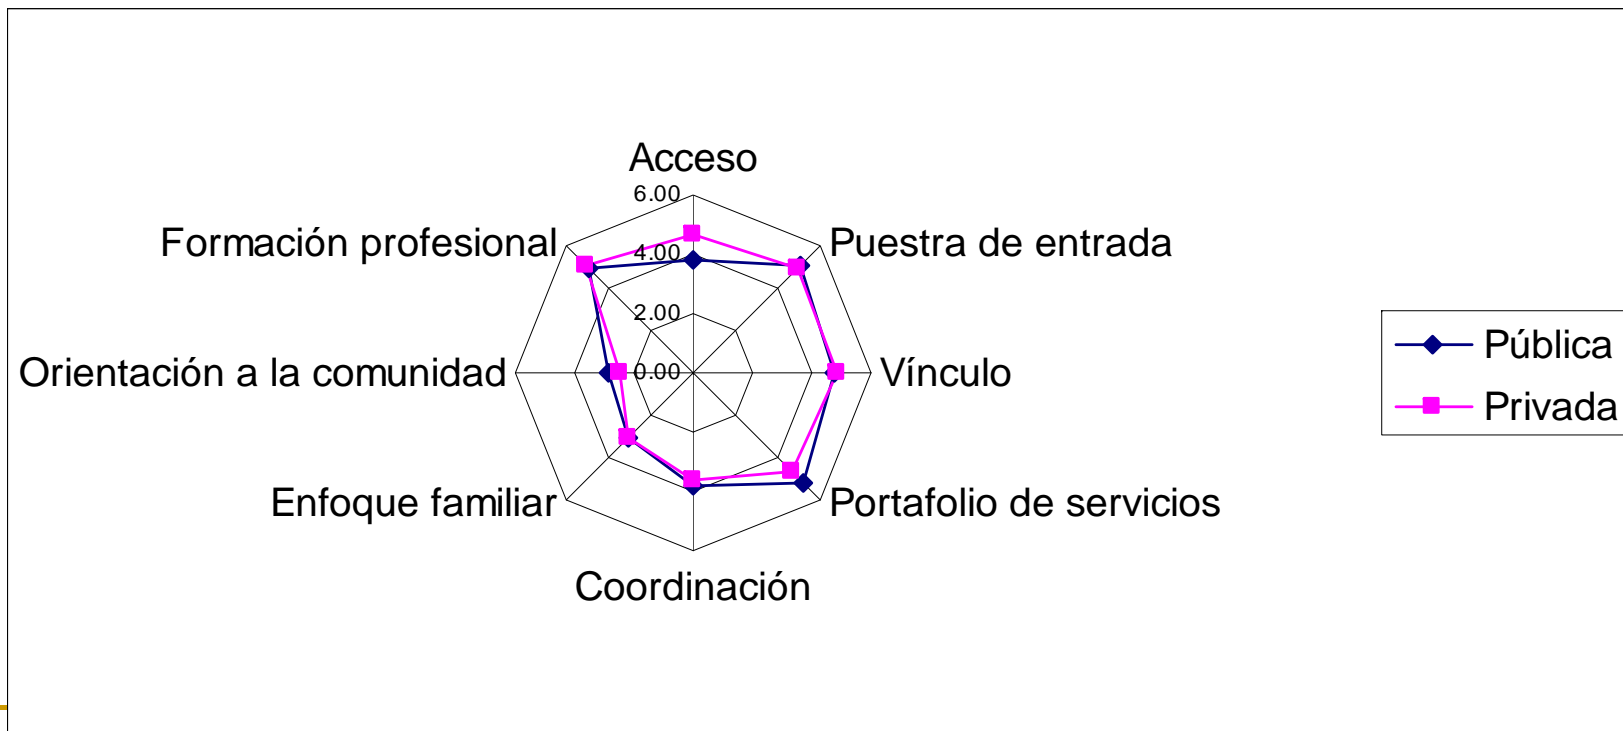 Acceso
6.00
Formación profesional
Puestra de entrada
4.00
2.00
Orientación a la comunidad
0.00
Vínculo
Enfoque familiar
Portafolio de servicios
Coordinación
Pública
Privada